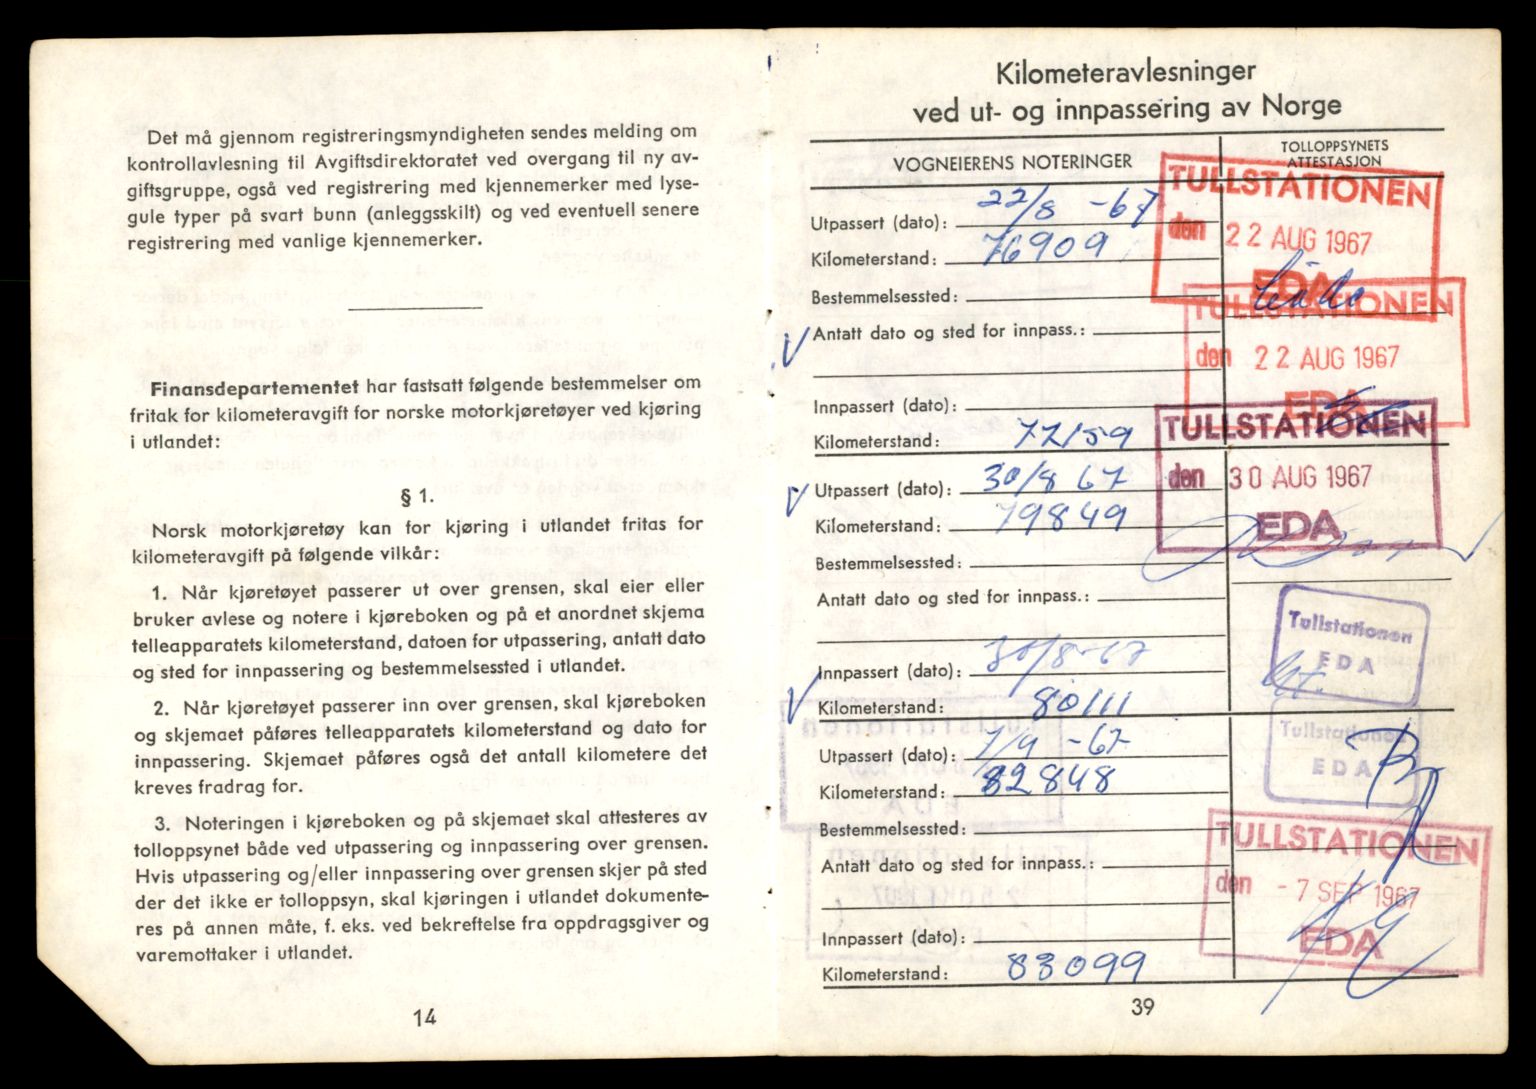 Det må gjennom registreringsmyndigheten sendes melding om
kontrollavlesning til Avgiftsdirektoratet ved overgang til ny av-
giftsgruppe, også ved registrering med kjennemerker med lyse-
gule typer på svart bunn (anleggsskilt) og ved eventuell senere
registrering med vanlige kjennemerker.
Finansdepartementet har fastsatt følgende bestemmelser om
fritak for kilometeravgift for norske motorkjøretøyer ved kjøring
i utlandet:
§ 1.
Norsk motorkjøretøy kan for kjøring i utlandet fritas for
kilometeravgift på følgende vilkår:
1. Når kjøretøyet passerer ut over grensen, skal eier eller
bruker avlese og notere i kjøreboken og på et anordnet skjema
telleapparatets kilometerstand, datoen for utpassering, antatt dato
og sted for innpassering og bestemmelsessted i utlandet.
2. Når kjøretøyet passerer inn over grensen, skal kjøreboken
og skjemaet påføres telleapparatets kilometerstand og dato for
innpassering. Skjemaet påføres også det antall kilometere det
kreves fradrag for.
3. Noteringen i kjøreboken og på skjemaet skal attesteres av
tolloppsynet både ved utpassering og innpassering over grensen.
Hvis utpassering og/eller innpassering over grensen skjer på sted
der det ikke er tolloppsyn, skal kjøringen i utlandet dokumente-
res på annen måte, f. eks. ved bekreftelse fra oppdragsgiver og
varemottaker i utlandet.
14
Kilometeravlesninger
ved ut- og innpassering av Norge
VOGNEIERENS NOTERINGER
TOLLOPPSYNETS
ATTESTASJON
Utpassert (dato): 22/8 -67
Kilometerstand: 76909
Bestemmelsessted:
Antatt dato og sted for innpass.:
Innpassert (dato):
Kilometerstand: 77159
TULLSTATIONEN
den 22 AUG 1967
EDA
TULLSTATIONEN
den 22 AUG 1967
EDA
Utpassert (dato): 30/8 67
Kilometerstand: 79849
Bestemmelsessted:
Antatt dato og sted for innpass.:
Innpassert (dato): 30/8-67
Kilometerstand: 80111
TULLSTATIONEN
den 30 AUG 1967
EDA
Tullstationen
EDA
Utpassert (dato): 7/9 -67
Kilometerstand: 82848
Bestemmelsessted:
Antatt dato og sted for innpass.:
Innpassert (dato):
Kilometerstand: 83099
Tullstationen
EDA
TULLSTATIONEN
den - 7 SEP 1967
EDA
39